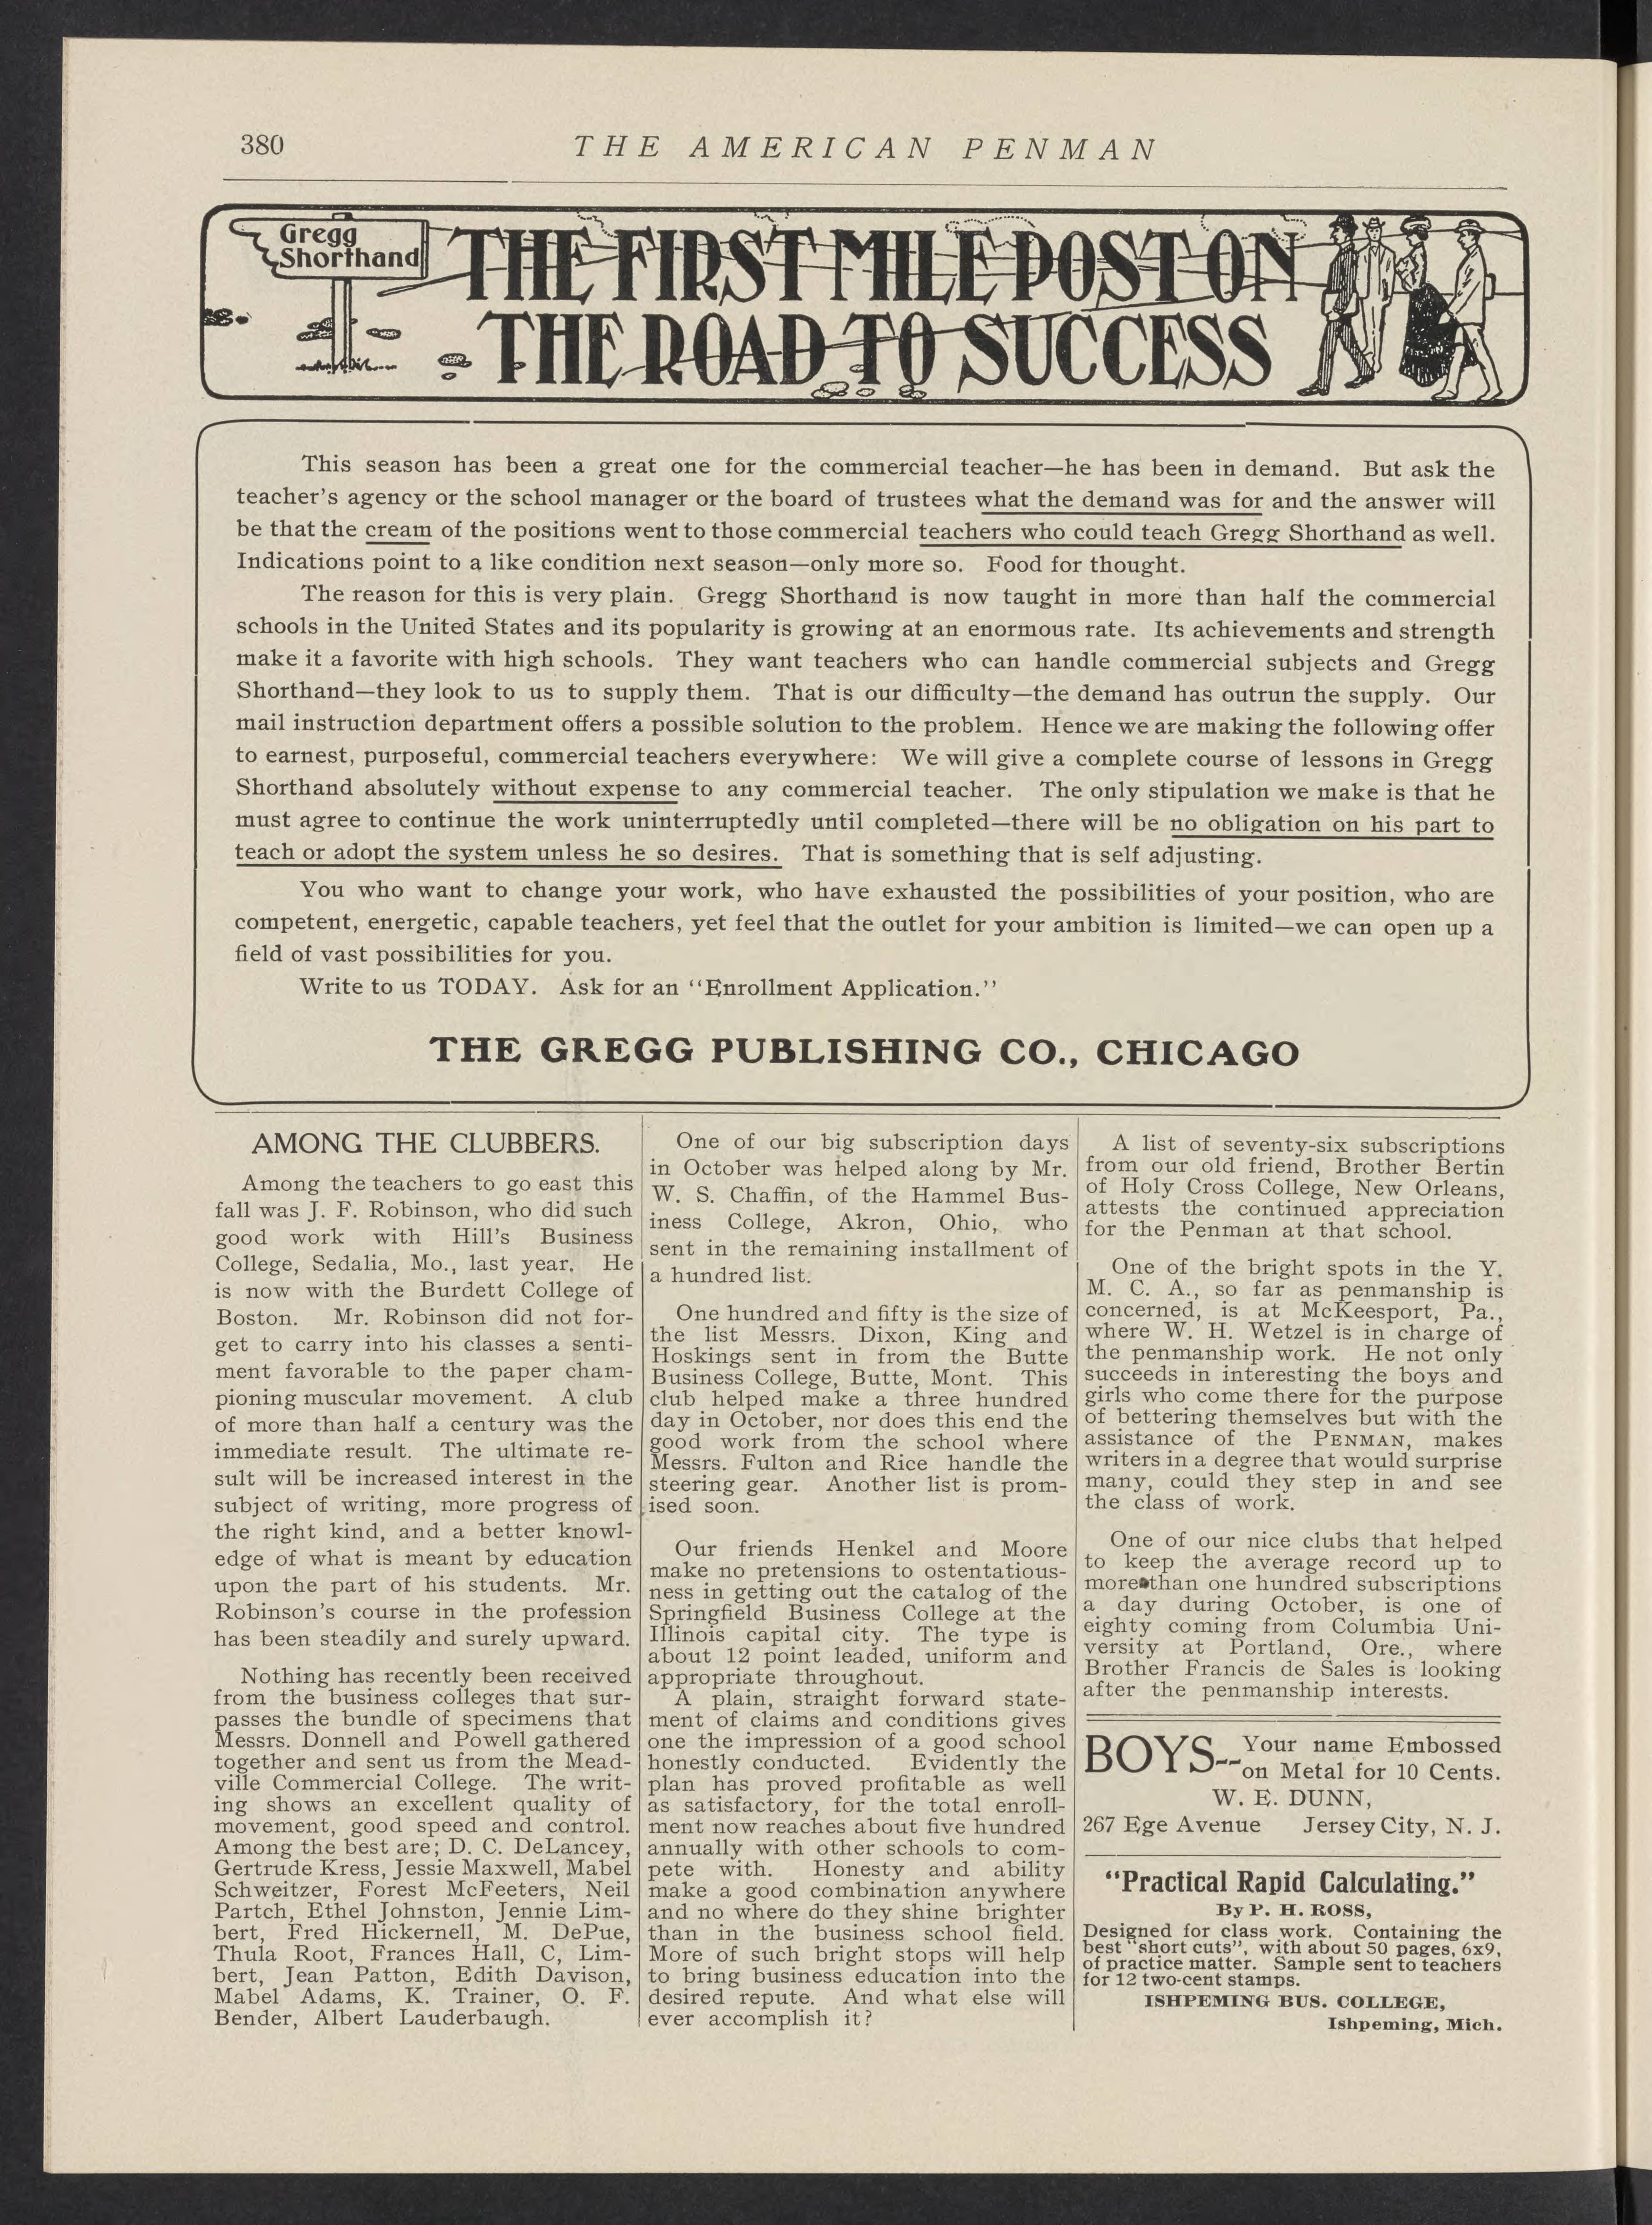 380
THE AMERICAN PENMAN
Gregg
Shorthand
THE FIRST MILE POST ON
THE ROAD TO SUCCESS
This season has been a great one for the commercial teacher—he has been in demand. But ask the
teacher's agency or the school manager or the board of trustees what the demand was for and the answer will
be that the cream of the positions went to those commercial teachers who could teach Gregg Shorthand as well.
Indications point to a like condition next season—only more so. Food for thought.
The reason for this is very plain. Gregg Shorthand is now taught in more than half the commercial
schools in the United States and its popularity is growing at an enormous rate. Its achievements and strength
make it a favorite with high schools. They want teachers who can handle commercial subjects and Gregg
Shorthand—they look to us to supply them. That is our difficulty—the demand has outrun the supply. Our
mail instruction department offers a possible solution to the problem. Hence we are making the following offer
to earnest, purposeful, commercial teachers everywhere: We will give a complete course of lessons in Gregg
Shorthand absolutely without expense to any commercial teacher. The only stipulation we make is that he
must agree to continue the work uninterruptedly until completed—there will be no obligation on his part to
teach or adopt the system unless he so desires. That is something that is self adjusting.
You who want to change your work, who have exhausted the possibilities of your position, who are
competent, energetic, capable teachers, yet feel that the outlet for your ambition is limited—we can open up a
field of vast possibilities for you.
Write to us TODAY. Ask for an "Enrollment Application."
THE GREGG PUBLISHING CO., CHICAGO
AMONG THE CLUBBERS.
Among the teachers to go east this
fall was J. F. Robinson, who did such
good work with Hill's Business
College, Sedalia, Mo., last year. He
is now with the Burdett College of
Boston. Mr. Robinson did not for-
get to carry into his classes a senti-
ment favorable to the paper cham-
pioning muscular movement. A club
of more than half a century was the
immediate result. The ultimate re-
sult will be increased interest in the
subject of writing, more progress of
the right kind, and a better knowl-
edge of what is meant by education
upon the part of his students. Mr.
Robinson's course in the profession
has been steadily and surely upward.
Nothing has recently been received
from the business colleges that sur-
passes the bundle of specimens that
Messrs. Donnell and Powell gathered
together and sent us from the Mead-
ville Commercial College. The writ-
ing shows an excellent quality of
movement, good speed and control.
Among the best are; D. C. DeLancey,
Gertrude Kress, Jessie Maxwell, Mabel
Schweitzer, Forest McFeeters, Neil
Partch, Ethel Johnston, Jennie Lim-
bert, Fred Hickernell, M. DePue,
Thula Root, Frances Hall, C, Lim-
bert, Jean Patton, Edith Davison,
Mabel Adams, K. Trainer, O. F.
Bender, Albert Lauderbaugh.
One of our big subscription days
in October was helped along by Mr.
W. S. Chaffin, of the Hammel Bus-
iness College, Akron, Ohio, who
sent in the remaining installment of
a hundred list.
One hundred and fifty is the size of
the list Messrs. Dixon, King and
Hoskings sent in from the Butte
Business College, Butte, Mont. This
club helped make a three hundred
day in October, nor does this end the
good work from the school where
Messrs. Fulton and Rice handle the
steering gear. Another list is prom-
ised soon.
Our friends Henkel and Moore
make no pretensions to ostentatious-
ness in getting out the catalog of the
Springfield Business College at the
Illinois capital city. The type is
about 12 point leaded, uniform and
appropriate throughout.
A plain, straight forward state-
ment of claims and conditions gives
one the impression of a good school
honestly conducted. Evidently the
plan has proved profitable as well
as satisfactory, for the total enroll-
ment now reaches about five hundred
annually with other schools to com-
pete with. Honesty and ability
make a good combination anywhere
and no where do they shine brighter
than in the business school field.
More of such bright stops will help
to bring business education into the
desired repute. And what else will
ever accomplish it?
A list of seventy-six subscriptions
from our old friend, Brother Bertin
of Holy Cross College, New Orleans,
attests the continued appreciation
for the Penman at that school.
One of the bright spots in the Y.
M. C. A., so far as penmanship is
concerned, is at McKeesport, Pa.,
where W. H. Wetzel is in charge of
the penmanship work. He not only
succeeds in interesting the boys and
girls who come there for the purpose
of bettering themselves but with the
assistance of the PENMAN, makes
writers in a degree that would surprise
many, could they step in and see
the class of work.
One of our nice clubs that helped
to keep the average record up to
more than one hundred subscriptions
a day during October, is one of
eighty coming from Columbia Uni-
versity at Portland, Ore., where
Brother Francis de Sales is looking
after the penmanship interests.
BOYS--Your name Embossed
on Metal for 10 Cents.
W. E. DUNN,
267 Ege Avenue Jersey City, N. J.
"Practical Rapid Calculating."
By P. H. ROSS,
Designed for class work. Containing the
best "short cuts", with about 50 pages, 6x9,
of practice matter. Sample sent to teachers
for 12 two-cent stamps.
ISHPEMING BUS. COLLEGE,
Ishpeming, Mich.